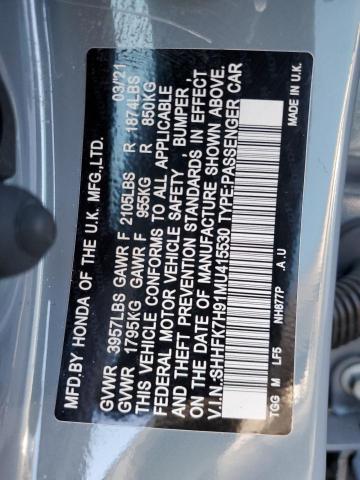 MFD.BY HONDA OF THE U.K. MFG.,LTD. 03/'21
GVWR 3957LBS GAWR F 2105LBS R 1874LBS
GVWR 1795KG GAWR F 955KG R 850KG
THIS VEHICLE CONFORMS TO ALL APPLICABLE
FEDERAL MOTOR VEHICLE SAFETY, BUMPER,
AND THEFT PREVENTION STANDARDS IN EFFECT
ON THE DATE OF MANUFACTURE SHOWN ABOVE.
V.I.N.:SHHFK7H91MU415530 TYPE:PASSENGER CAR
TGG M LF5 NH877P .A.U MADE IN U.K.